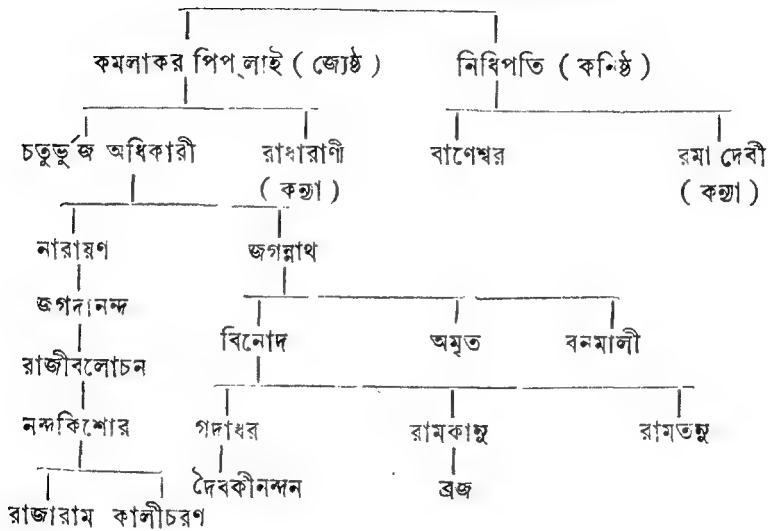 কমলাকর পিপ্‌লাই ( জ্যেষ্ঠ ) নিধিপতি ( কনিষ্ঠ )
চতুর্ভুজ অধিকারী রাধারাণী বাণেশ্বর রমা দেবী
( কন্যা ) ( কন্যা )
নারায়ণ জগন্নাথ
জগদানন্দ
বিনোদ অমৃত বনমালী
রাজীবলোচন
নন্দকিশোর গদাধর রামকানু রামতনু
দৈবকীনন্দন ব্রজ
রাজারাম কালীচরণ